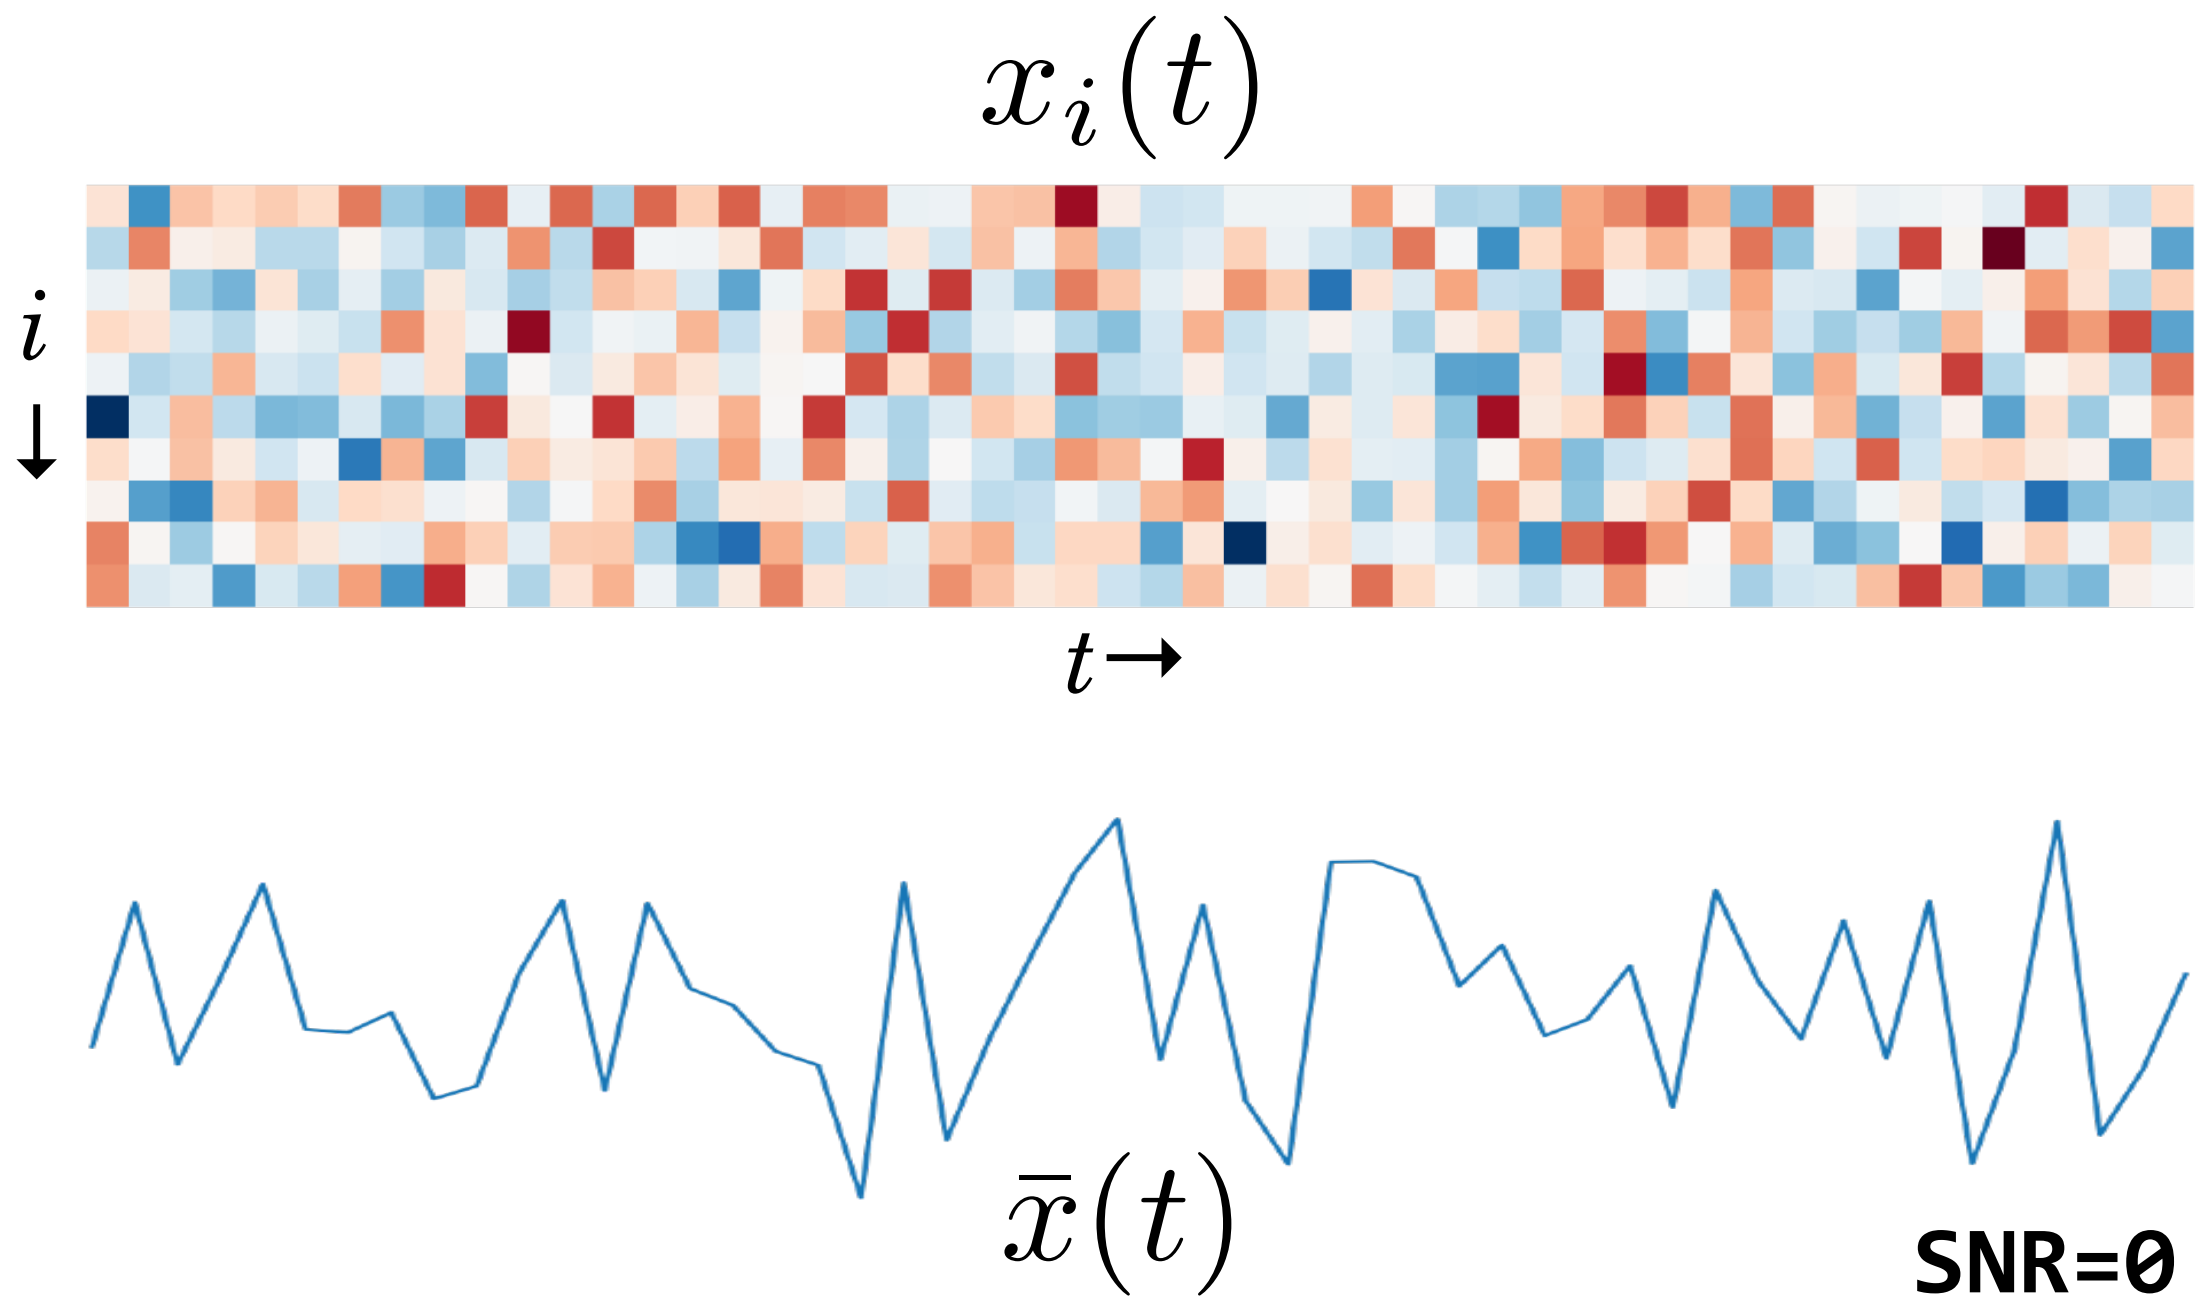 xᵢ(t)
i
↓
t→
x̄(t)
SNR=0